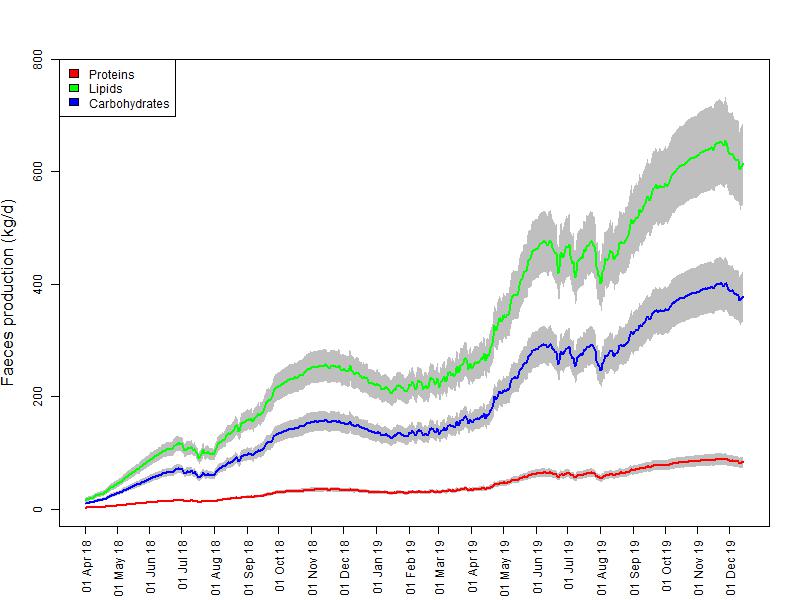 Proteins
Lipids
Carbohydrates
Faeces production (kg/d)
800
600
400
200
0
01 Apr 18
01 May 18
01 Jun 18
01 Jul 18
01 Aug 18
01 Sep 18
01 Oct 18
01 Nov 18
01 Dec 18
01 Jan 19
01 Feb 19
01 Mar 19
01 Apr 19
01 May 19
01 Jun 19
01 Jul 19
01 Aug 19
01 Sep 19
01 Oct 19
01 Nov 19
01 Dec 19